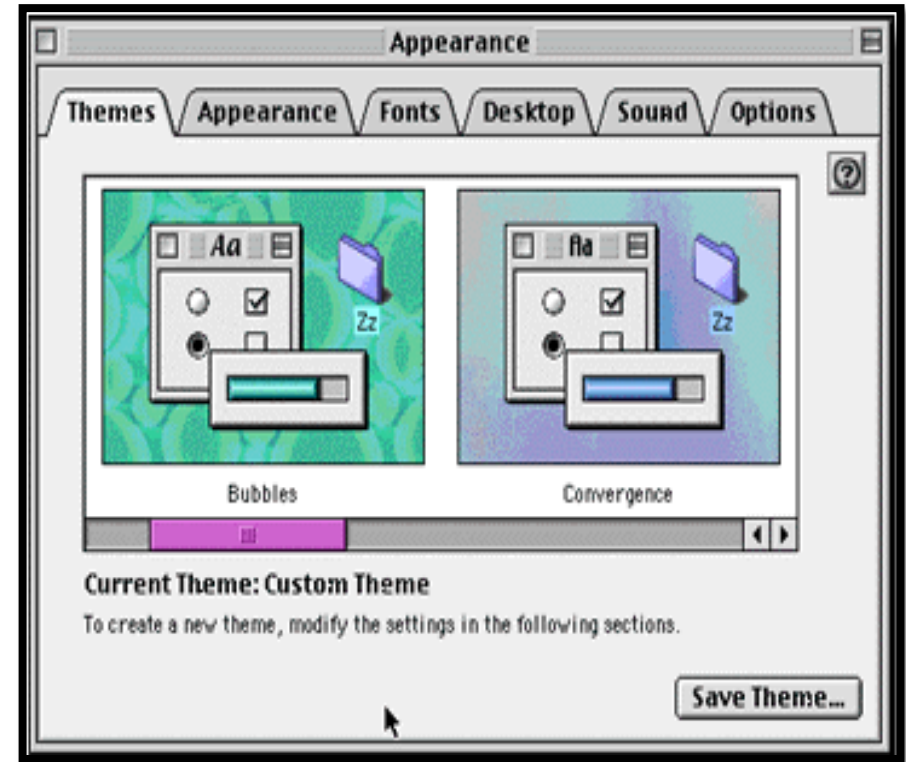 Appearance
Themes Appearance Fonts Desktop Sound Options
?
Aa Aa
Zz Zz
Bubbles Convergence
Current Theme: Custom Theme
To create a new theme, modify the settings in the following sections.
Save Theme...